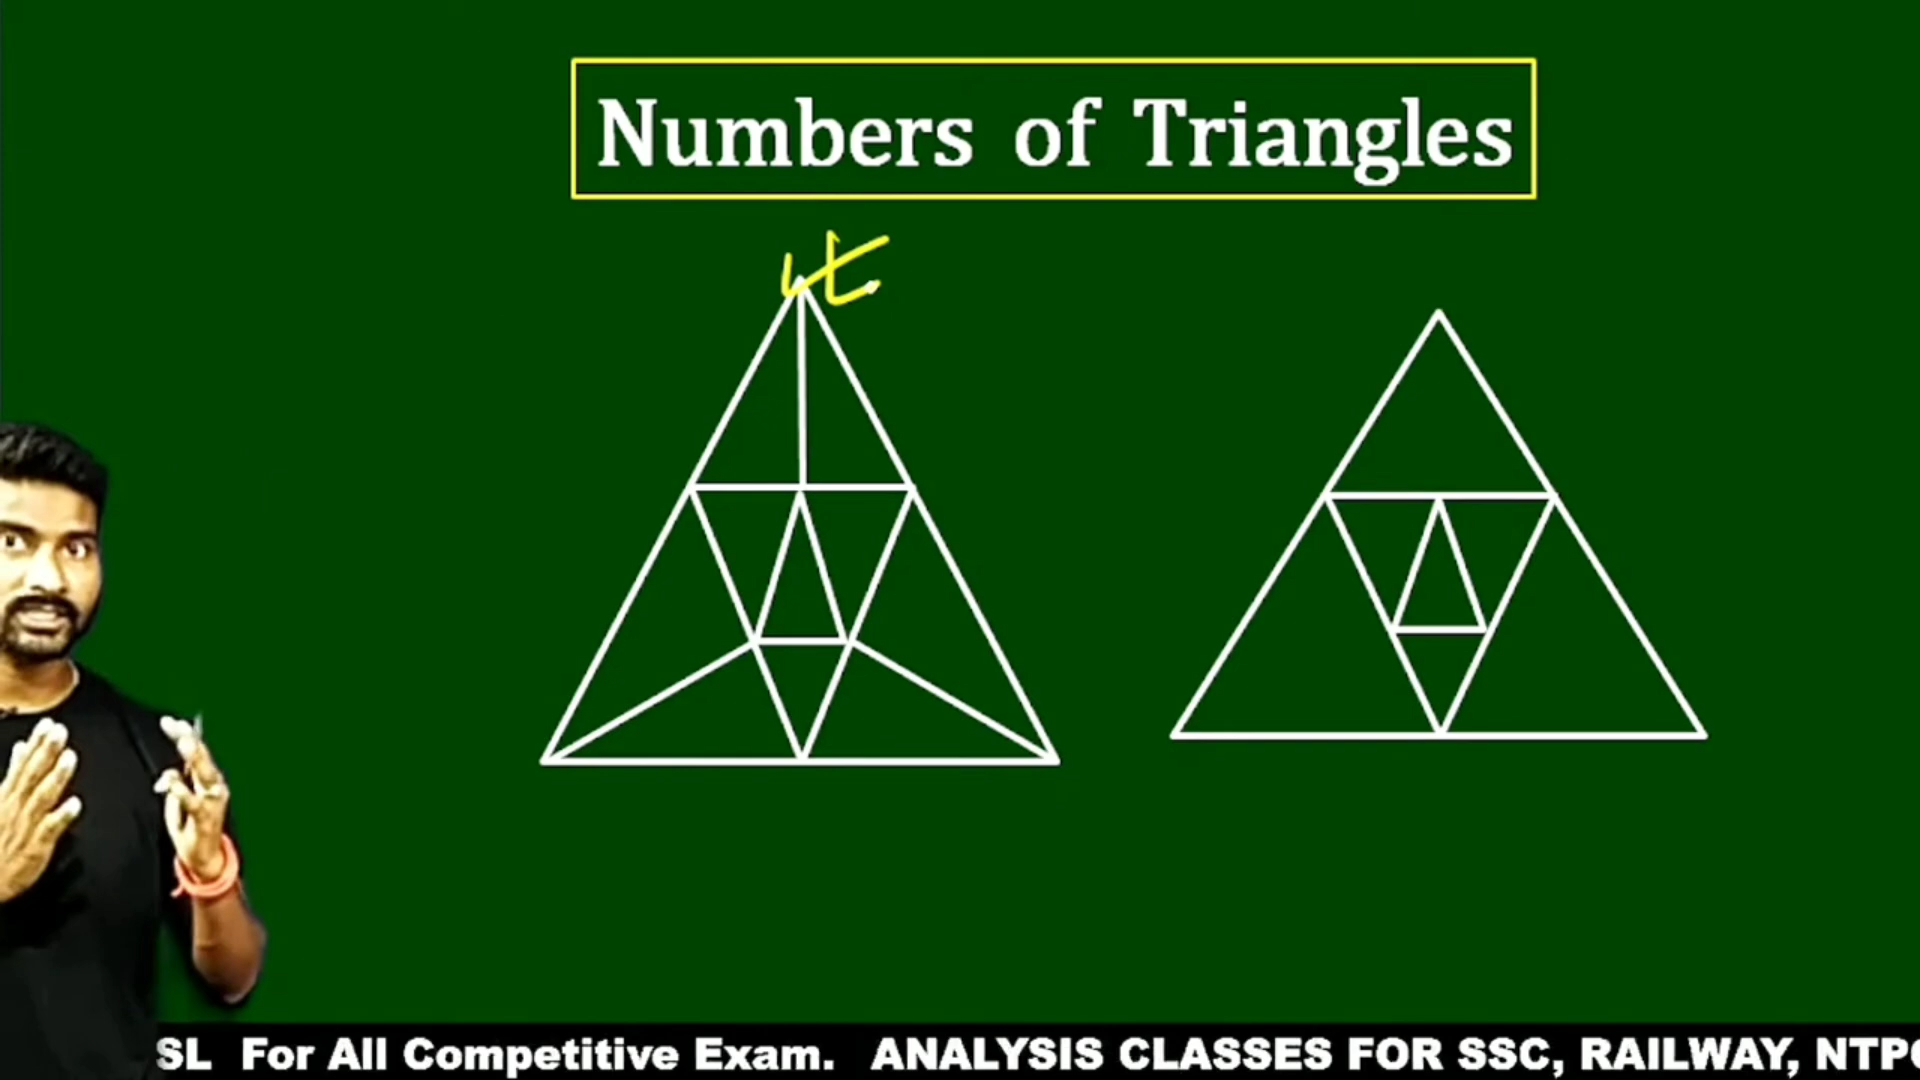 Numbers of Triangles
SL For All Competitive Exam. ANALYSIS CLASSES FOR SSC, RAILWAY, NTPC